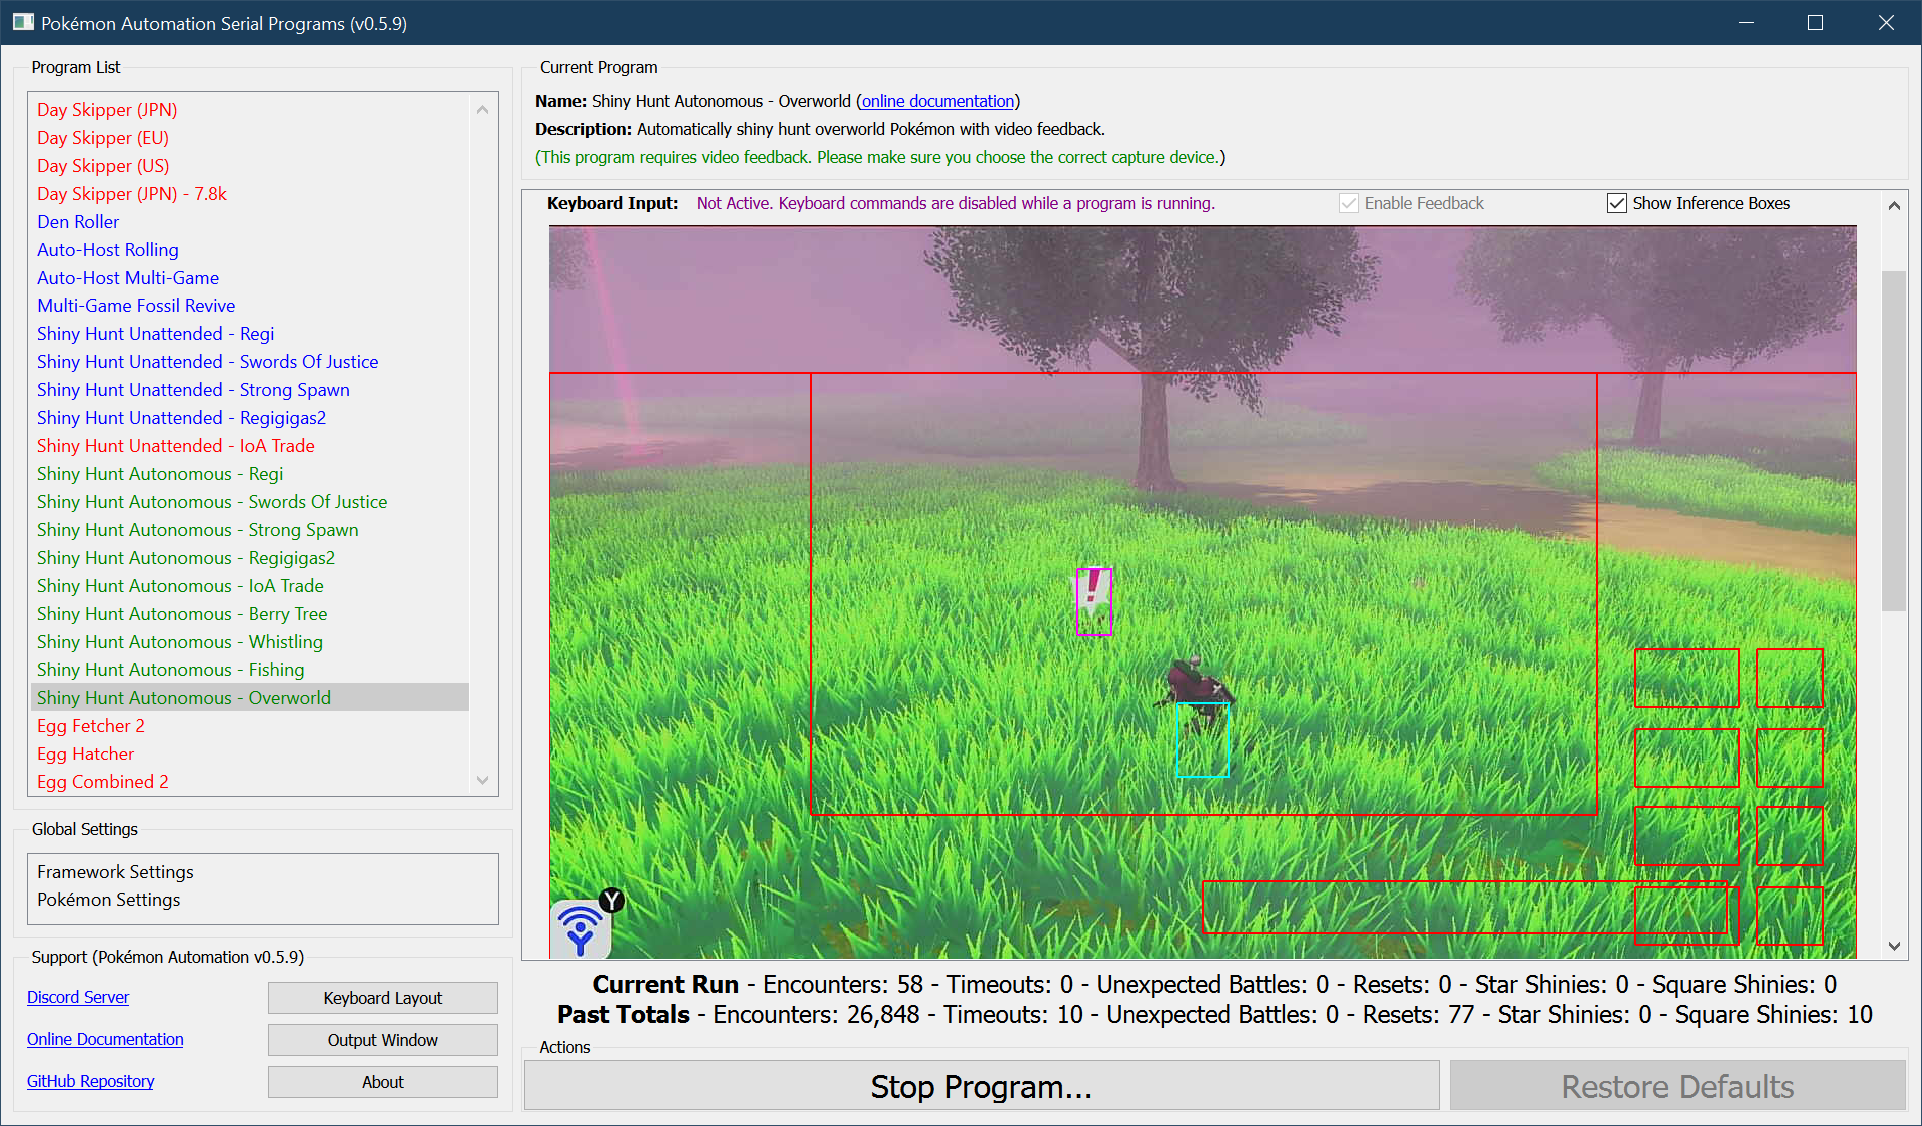 Pokémon Automation Serial Programs (v0.5.9)
Program List
Day Skipper (JPN)
Day Skipper (EU)
Day Skipper (US)
Day Skipper (JPN) - 7.8k
Den Roller
Auto-Host Rolling
Auto-Host Multi-Game
Multi-Game Fossil Revive
Shiny Hunt Unattended - Regi
Shiny Hunt Unattended - Swords Of Justice
Shiny Hunt Unattended - Strong Spawn
Shiny Hunt Unattended - Regigigas2
Shiny Hunt Unattended - IoA Trade
Shiny Hunt Autonomous - Regi
Shiny Hunt Autonomous - Swords Of Justice
Shiny Hunt Autonomous - Strong Spawn
Shiny Hunt Autonomous - Regigigas2
Shiny Hunt Autonomous - IoA Trade
Shiny Hunt Autonomous - Berry Tree
Shiny Hunt Autonomous - Whistling
Shiny Hunt Autonomous - Fishing
Shiny Hunt Autonomous - Overworld
Egg Fetcher 2
Egg Hatcher
Egg Combined 2
Global Settings
Framework Settings
Pokémon Settings
Support (Pokémon Automation v0.5.9)
Discord Server
Keyboard Layout
Online Documentation
Output Window
GitHub Repository
About
Current Program
Name: Shiny Hunt Autonomous - Overworld (online documentation)
Description: Automatically shiny hunt overworld Pokémon with video feedback.
(This program requires video feedback. Please make sure you choose the correct capture device.)
Keyboard Input: Not Active. Keyboard commands are disabled while a program is running.
Enable Feedback
Show Inference Boxes
!
Y
Current Run - Encounters: 58 - Timeouts: 0 - Unexpected Battles: 0 - Resets: 0 - Star Shinies: 0 - Square Shinies: 0
Past Totals - Encounters: 26,848 - Timeouts: 10 - Unexpected Battles: 0 - Resets: 77 - Star Shinies: 0 - Square Shinies: 10
Actions
Stop Program...
Restore Defaults